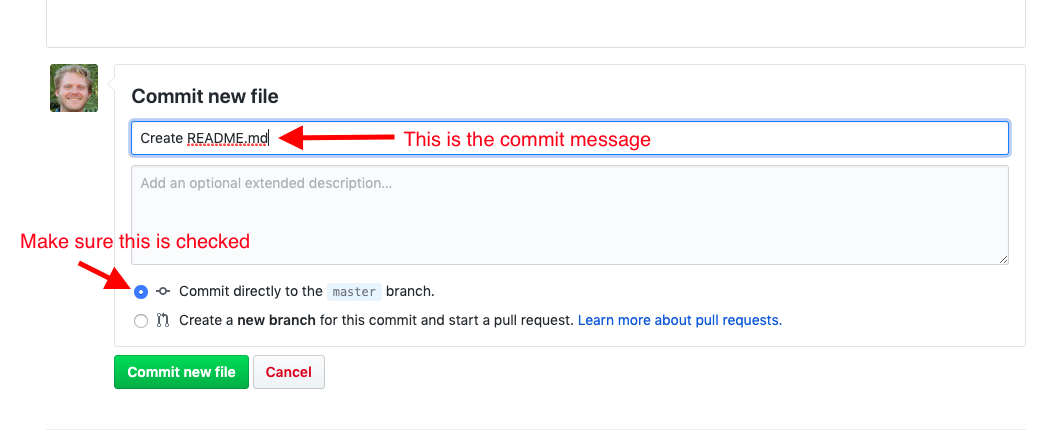 Commit new file
Create README.md
This is the commit message
Add an optional extended description...
Make sure this is checked
Commit directly to the master branch.
Create a new branch for this commit and start a pull request. Learn more about pull requests.
Commit new file
Cancel